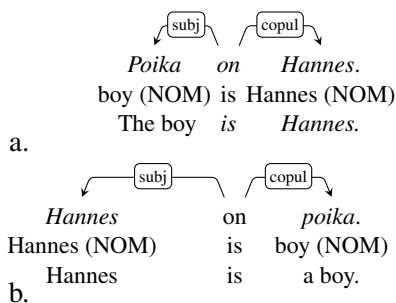 subj copul
Poika on Hannes.
boy (NOM) is Hannes (NOM)
The boy is Hannes.
a.
subj copul
Hannes on poika.
Hannes (NOM) is boy (NOM)
Hannes is a boy.
b.